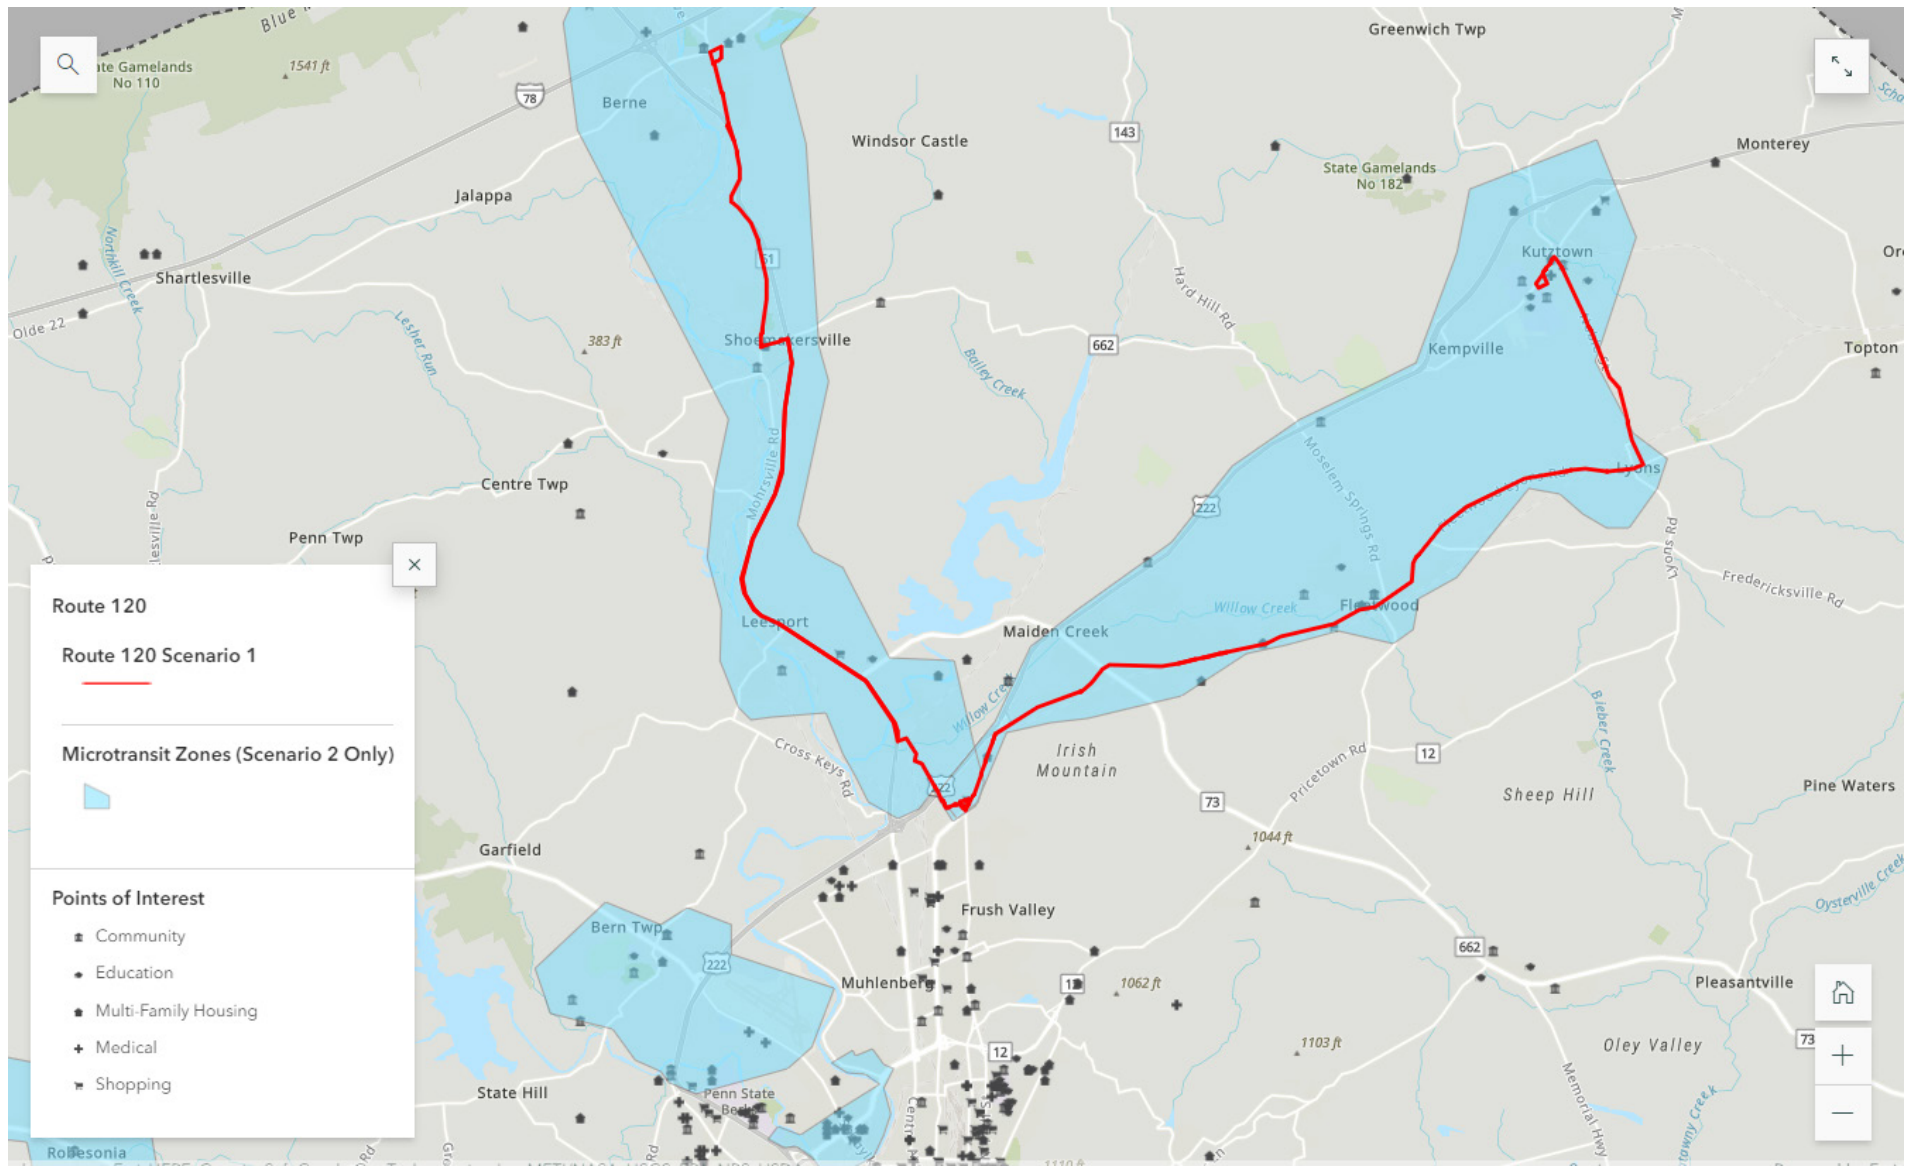 Greenwich Twp
ate Gamelands
No 110
1541 ft
78
Berne
Windsor Castle
143
Monterey
State Gamelands
No 182
Jalappa
Northkill Creek
Kutztown
61
Shartlesville
Hard Hill Rd
Olde 22
Lesher Run
383 ft
Shoemakersville
662
Kempville
Topton
Bailey Creek
Mohrsville Rd
Moselem Springs Rd
Lyons
Centre Twp
222
Penn Twp
lesville Rd
Lyons Rd
Fredericksville Rd
Willow Creek
Fleetwood
Leesport
Maiden Creek
Bieber Creek
Cross Keys Rd
Irish
Mountain
12
Pricetown Rd
222
73
Sheep Hill
Pine Waters
1044 ft
Garfield
Oysterville Creek
Frush Valley
Bern Twp
222
662
Muhlenberg
1062 ft
Pleasantville
12
1103 ft
Oley Valley
73
State Hill
Penn State
Memorial Hwy
Robesonia
Route 120
Route 120 Scenario 1
Microtransit Zones (Scenario 2 Only)
Points of Interest
Community
Education
Multi-Family Housing
Medical
Shopping